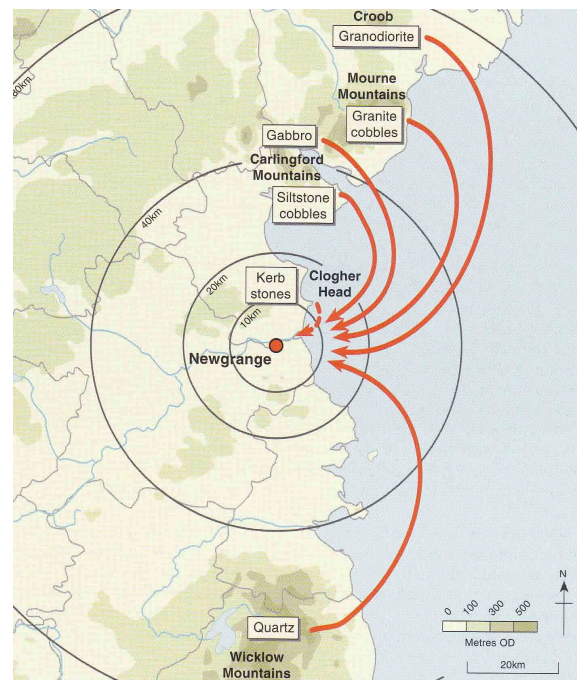 Croob
Granodiorite
Mourne
Mountains
Granite
cobbles
Gabbro
Carlingford
Mountains
Siltstone
cobbles
80km
40km
20km
10km
Kerb
stones
Clogher
Head
Newgrange
Quartz
Wicklow
Mountains
N
0 100 300 500
Metres OD
20km